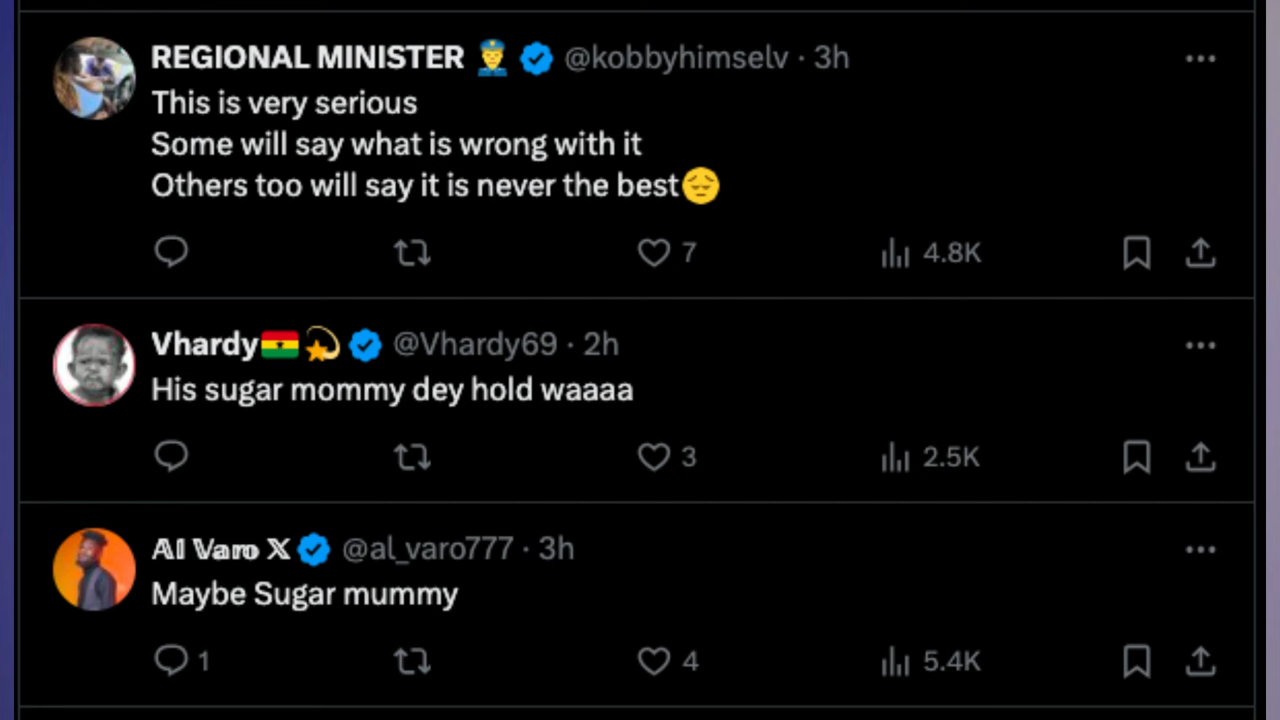 REGIONAL MINISTER 👮 @kobbyhimselv · 3h
This is very serious
Some will say what is wrong with it
Others too will say it is never the best😔
7 4.8K
Vhardy🇬🇭💫 @Vhardy69 · 2h
His sugar mommy dey hold waaaa
3 2.5K
𝔸𝕝 𝕍𝕒𝕣𝕠 𝕏 @al_varo777 · 3h
Maybe Sugar mummy
1 4 5.4K